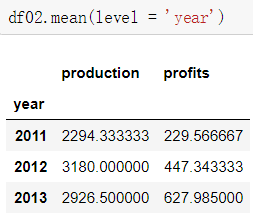 df02.mean(level = 'year')
production profits
year
2011 2294.333333 229.566667
2012 3180.000000 447.343333
2013 2926.500000 627.985000